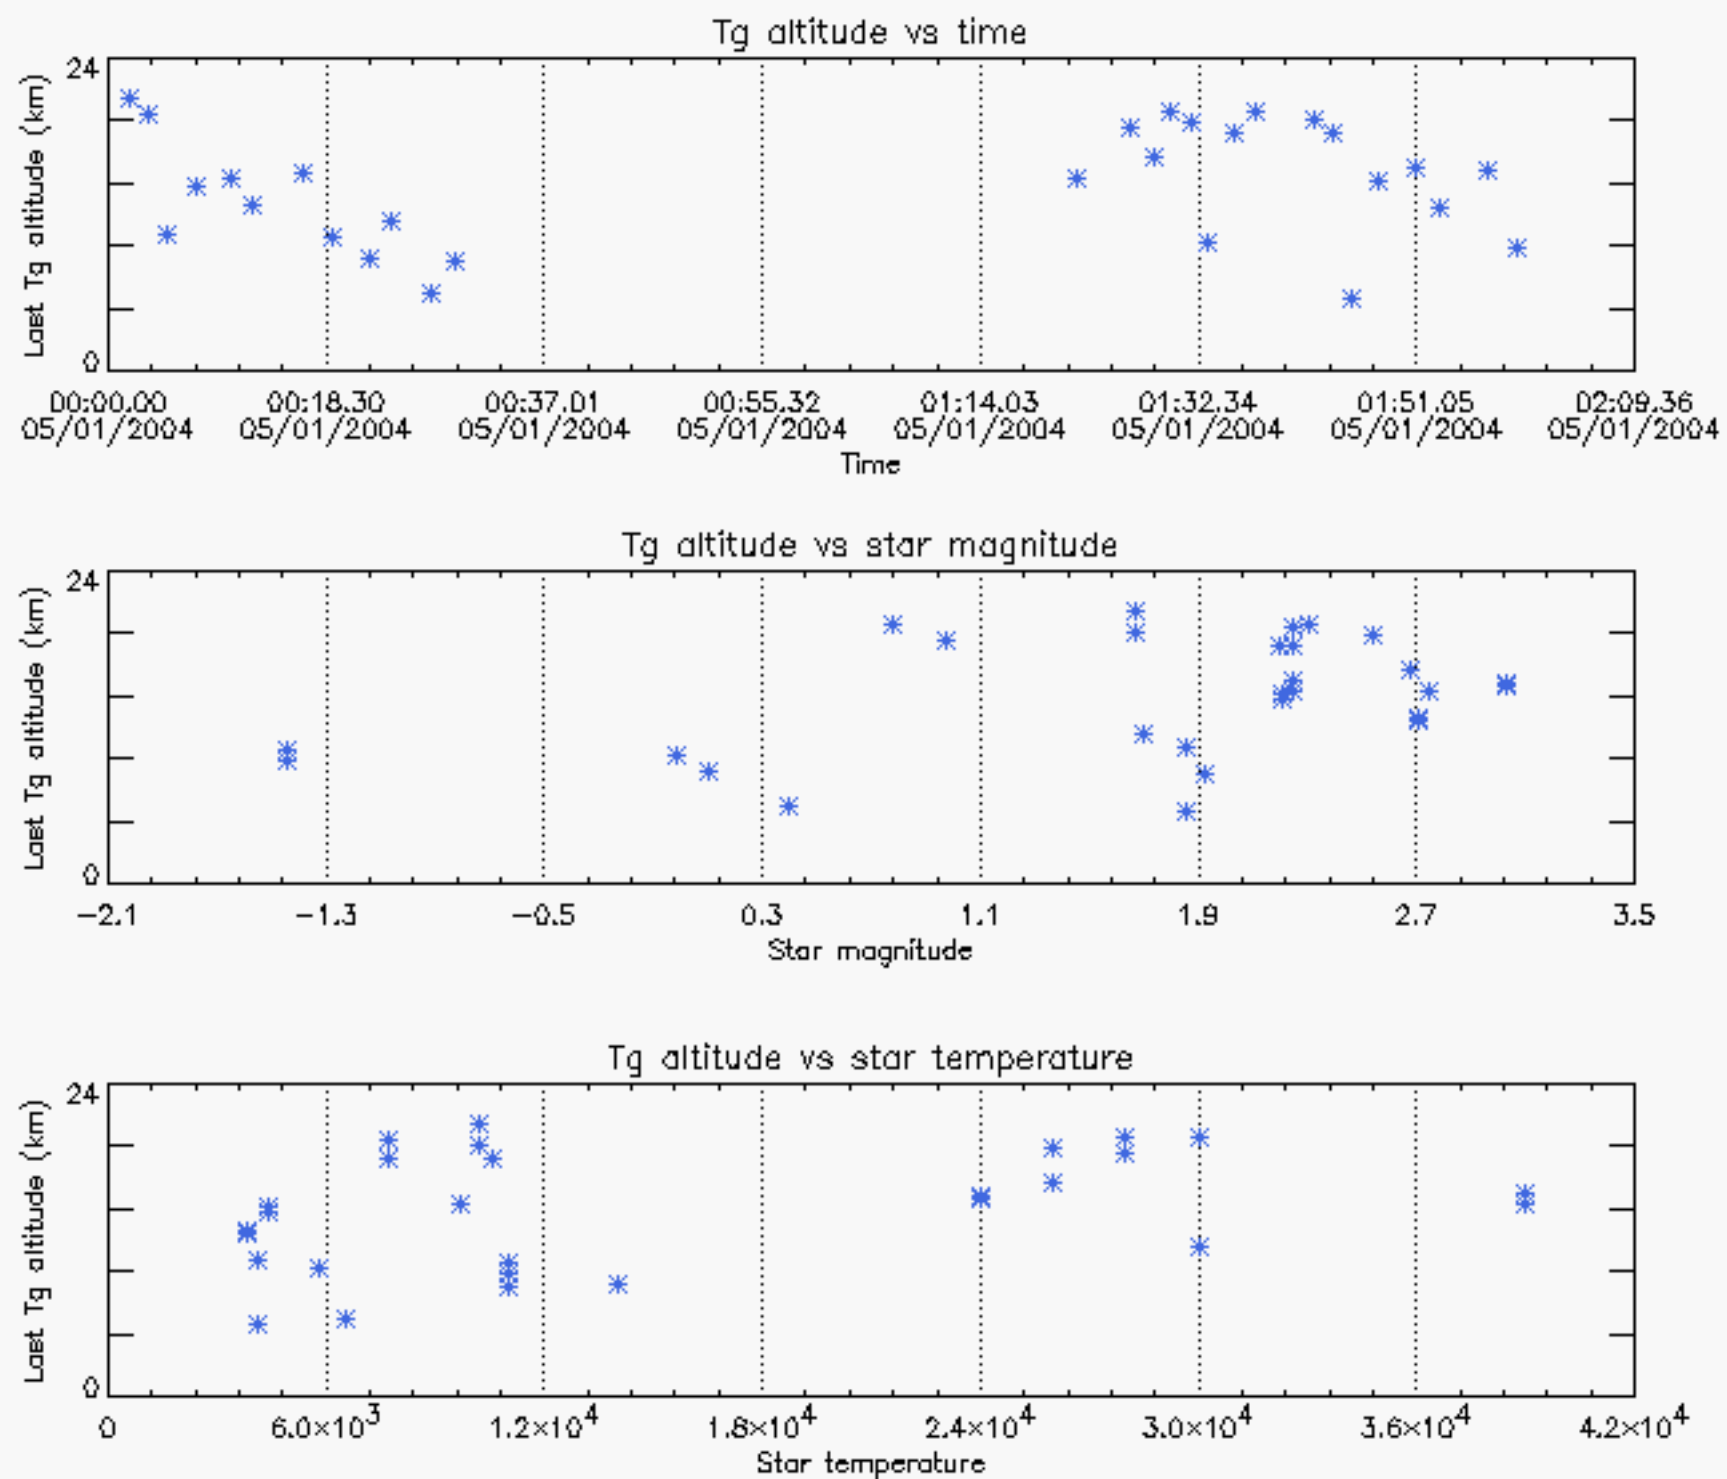 Tg altitude vs time
24
Last Tg altitude (km)
0
00:00.00 00:18.30 00:37.01 00:55.32 01:14.03 01:32.34 01:51.05 02:09.36
05/01/2004 05/01/2004 05/01/2004 05/01/2004 05/01/2004 05/01/2004 05/01/2004 05/01/2004
Time
Tg altitude vs star magnitude
24
Last Tg altitude (km)
0
−2.1 −1.3 −0.5 0.3 1.1 1.9 2.7 3.5
Star magnitude
Tg altitude vs star temperature
24
Last Tg altitude (km)
0
0 6.0×10³ 1.2×10⁴ 1.8×10⁴ 2.4×10⁴ 3.0×10⁴ 3.6×10⁴ 4.2×10⁴
Star temperature